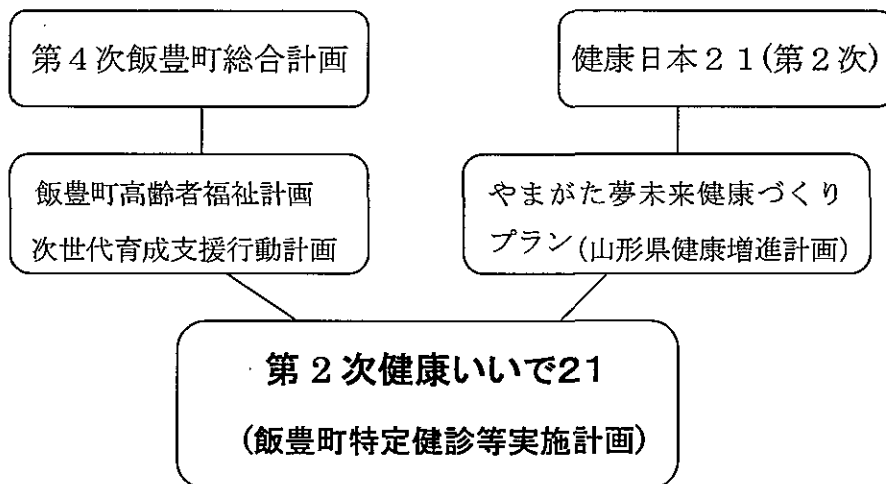 第４次飯豊町総合計画
健康日本２１(第２次)
飯豊町高齢者福祉計画
次世代育成支援行動計画
やまがた夢未来健康づくり
プラン(山形県健康増進計画)
第２次健康いいで21
(飯豊町特定健診等実施計画)